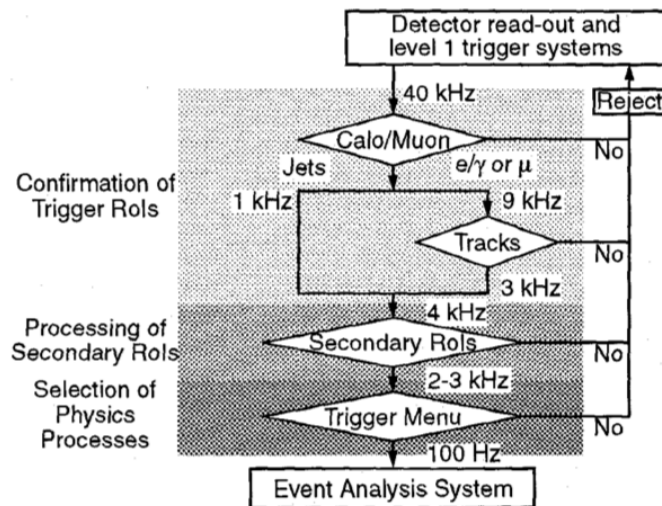 Detector read-out and
level 1 trigger systems
40 kHz
Reject
Calo/Muon
No
Jets
e/γ or μ
Confirmation of
Trigger RoIs
1 kHz
9 kHz
Tracks
No
3 kHz
4 kHz
Processing of
Secondary RoIs
Secondary RoIs
No
2-3 kHz
Selection of
Physics
Processes
Trigger Menu
No
100 Hz
Event Analysis System